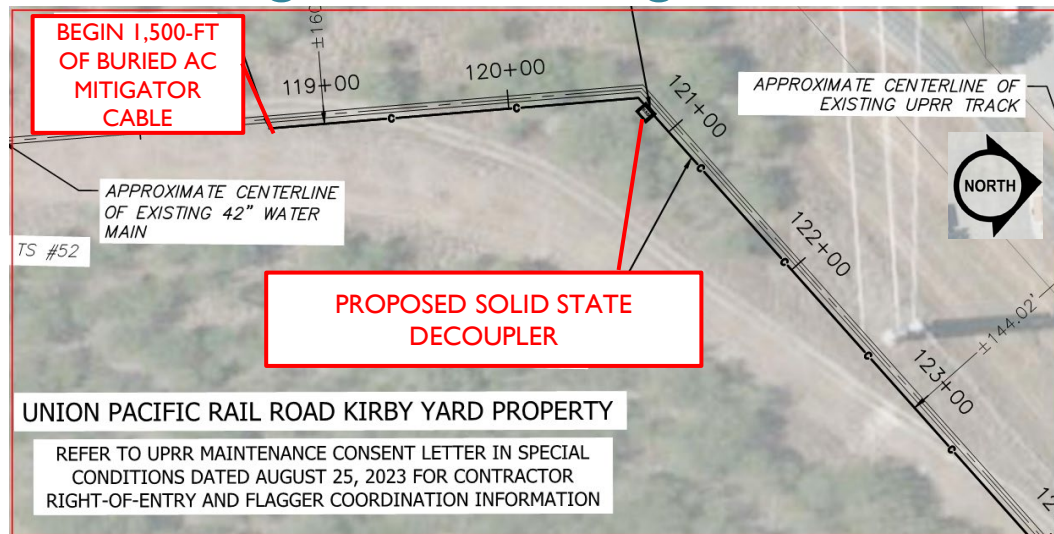 BEGIN 1,500-FT
OF BURIED AC
MITIGATOR
CABLE
119+00
120+00
121+00
APPROXIMATE CENTERLINE OF
EXISTING UPRR TRACK
NORTH
APPROXIMATE CENTERLINE
OF EXISTING 42" WATER
MAIN
TS #52
C
C
C
C
C
C
122+00
PROPOSED SOLID STATE
DECOUPLER
±144.02'
123+00
UNION PACIFIC RAIL ROAD KIRBY YARD PROPERTY
REFER TO UPRR MAINTENANCE CONSENT LETTER IN SPECIAL
CONDITIONS DATED AUGUST 25, 2023 FOR CONTRACTOR
RIGHT-OF-ENTRY AND FLAGGER COORDINATION INFORMATION